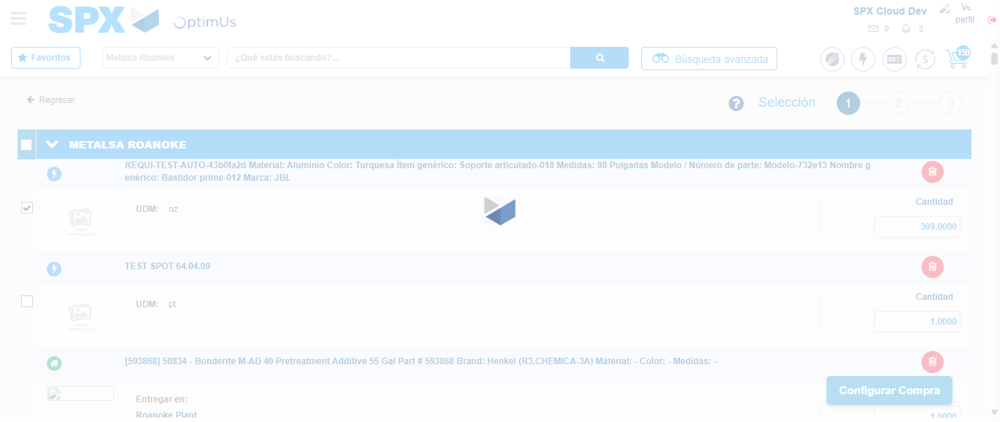 SPX
OptimUs
SPX Cloud Dev
Ve
perfil
0
2
Favoritos
Metalsa Roanoke
¿Qué estás buscando?...
Búsqueda avanzada
159
Regresar
Selección
1
2
3
METALSA ROANOKE
REQUI-TEST-AUTO-43b0fa2d Material: Aluminio Color: Turquesa Ítem genérico: Soporte articulado-018 Medidas: 98 Pulgadas Modelo / Número de parte: Modelo-732e13 Nombre g
enérico: Bastidor prime-012 Marca: JBL
UDM: oz
Cantidad
309.0000
TEST SPOT 64.04.09
UDM: pt
Cantidad
1.0000
[593868] 50834 - Bonderite M-AD 40 Pretreatment Additive 55 Gal Part # 593868 Brand: Henkel (R3.CHEMICA-3A) Material: - Color: - Medidas: -
Configurar Compra
Entregar en:
Roanoke Plant
1.0000